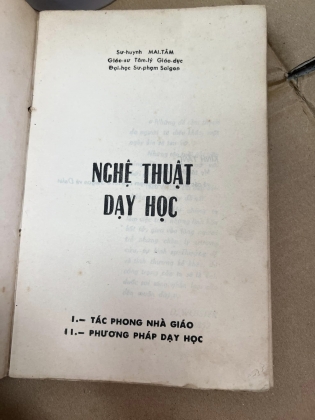 Sư-huynh MAI.TÂM
Giáo-sư Tâm-lý Giáo-dục
Đại.học Sư.phạm Saigon
NGHỆ THUẬT
DẠY HỌC
I.— TÁC PHONG NHÀ GIÁO
II.— PHƯƠNG PHÁP DẠY HỌC